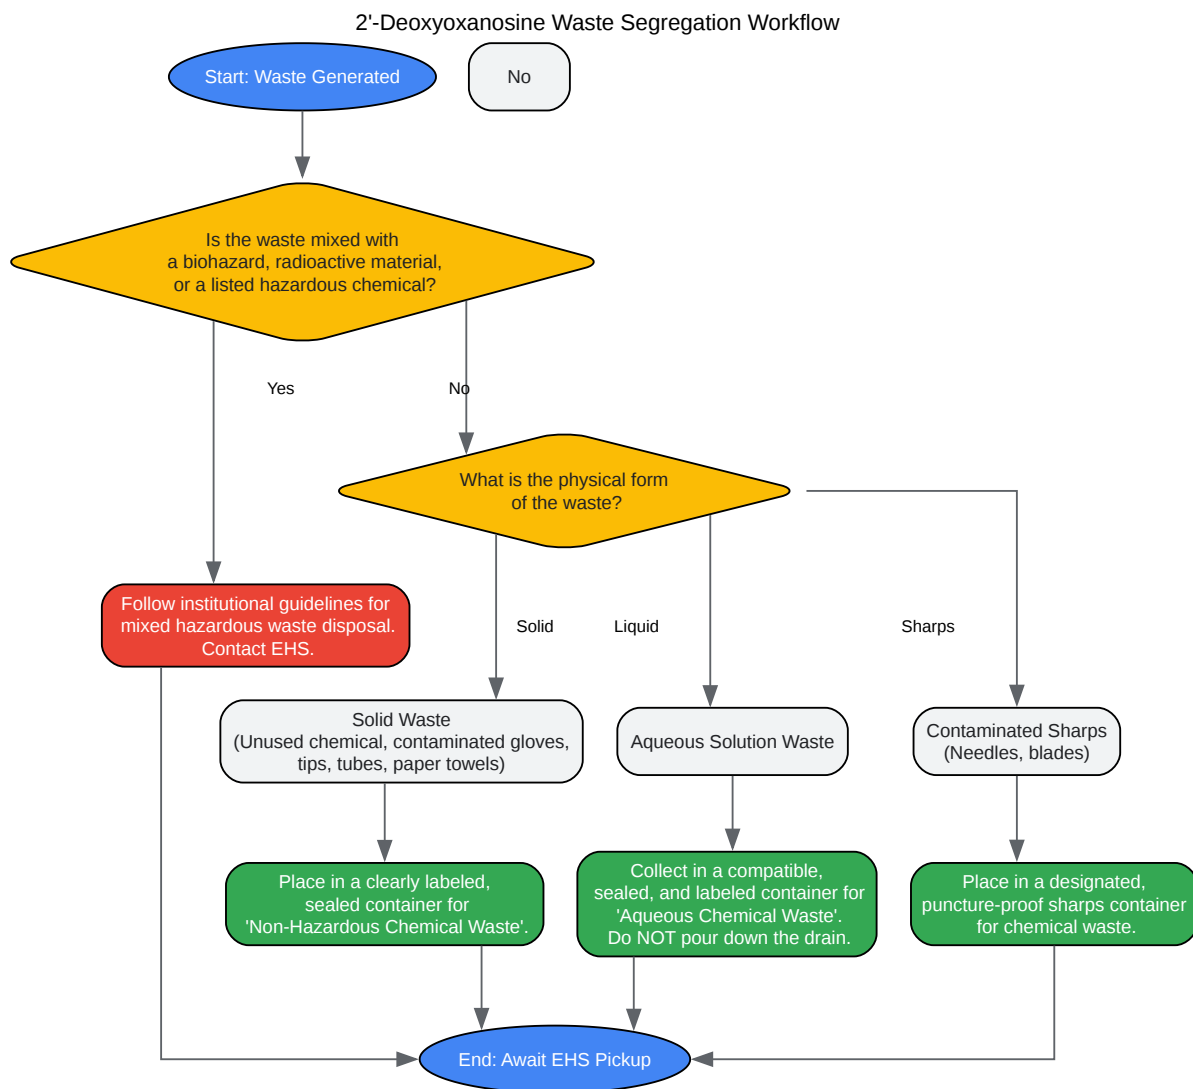 2'-Deoxyoxanosine Waste Segregation Workflow
Start: Waste Generated
No
Is the waste mixed with
a biohazard, radioactive material,
or a listed hazardous chemical?
Yes
No
What is the physical form
of the waste?
Follow institutional guidelines for
mixed hazardous waste disposal.
Contact EHS.
Solid
Liquid
Sharps
Solid Waste
(Unused chemical, contaminated gloves,
tips, tubes, paper towels)
Aqueous Solution Waste
Contaminated Sharps
(Needles, blades)
Place in a clearly labeled,
sealed container for
'Non-Hazardous Chemical Waste'.
Collect in a compatible,
sealed, and labeled container for
'Aqueous Chemical Waste'.
Do NOT pour down the drain.
Place in a designated,
puncture-proof sharps container
for chemical waste.
End: Await EHS Pickup